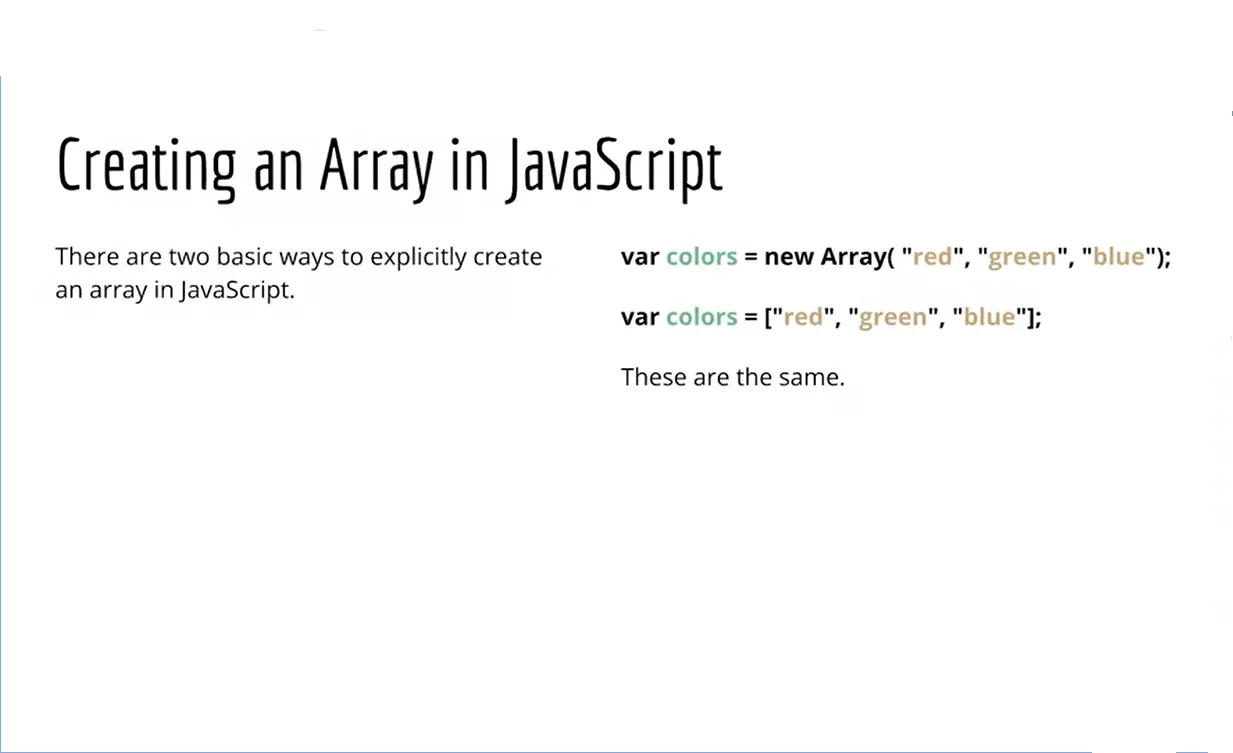 Creating an Array in JavaScript
There are two basic ways to explicitly create
an array in JavaScript.
var colors = new Array( "red", "green", "blue");
var colors = ["red", "green", "blue"];
These are the same.